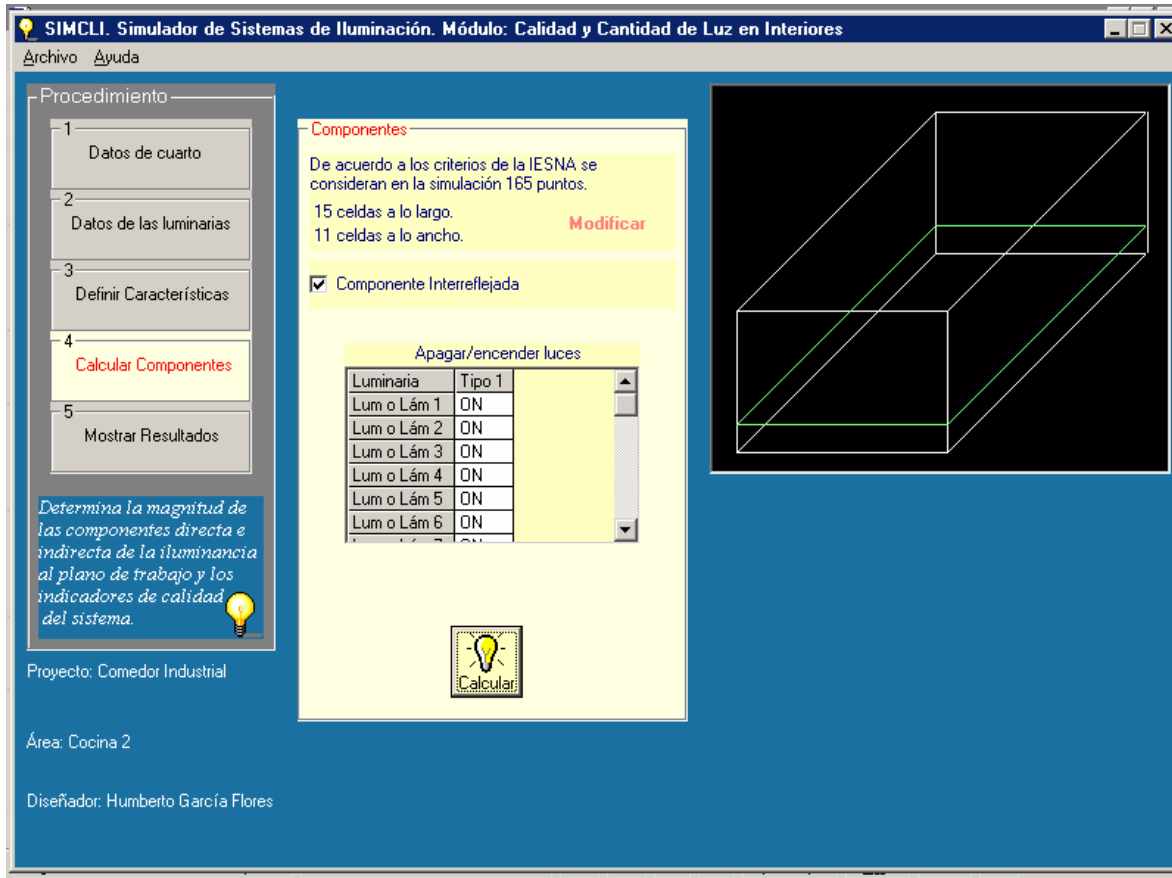 SIMCLI. Simulador de Sistemas de Iluminación. Módulo: Calidad y Cantidad de Luz en Interiores
Archivo Ayuda
Procedimiento
1
Datos de cuarto
2
Datos de las luminarias
3
Definir Características
4
Calcular Componentes
5
Mostrar Resultados
Determina la magnitud de
las componentes directa e
indirecta de la iluminancia
al plano de trabajo y los
indicadores de calidad
del sistema.
Proyecto: Comedor Industrial
Área: Cocina 2
Diseñador: Humberto García Flores
Componentes
De acuerdo a los criterios de la IESNA se
consideran en la simulación 165 puntos.
15 celdas a lo largo.
11 celdas a lo ancho.
Modificar
Componente Interreflejada
Apagar/encender luces
Luminaria Tipo 1
Lum o Lám 1 ON
Lum o Lám 2 ON
Lum o Lám 3 ON
Lum o Lám 4 ON
Lum o Lám 5 ON
Lum o Lám 6 ON
Calcular